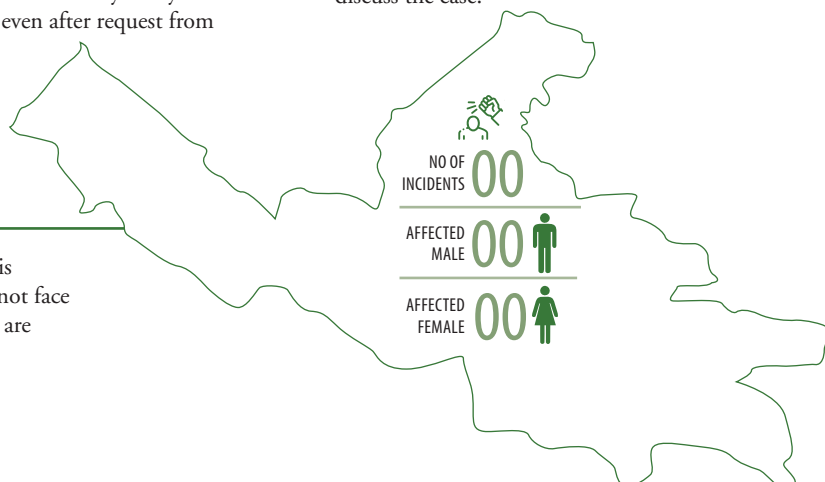 even after request from
discuss the case.
NO OF
INCIDENTS 00
AFFECTED
MALE 00
AFFECTED
FEMALE 00
is
not face
are